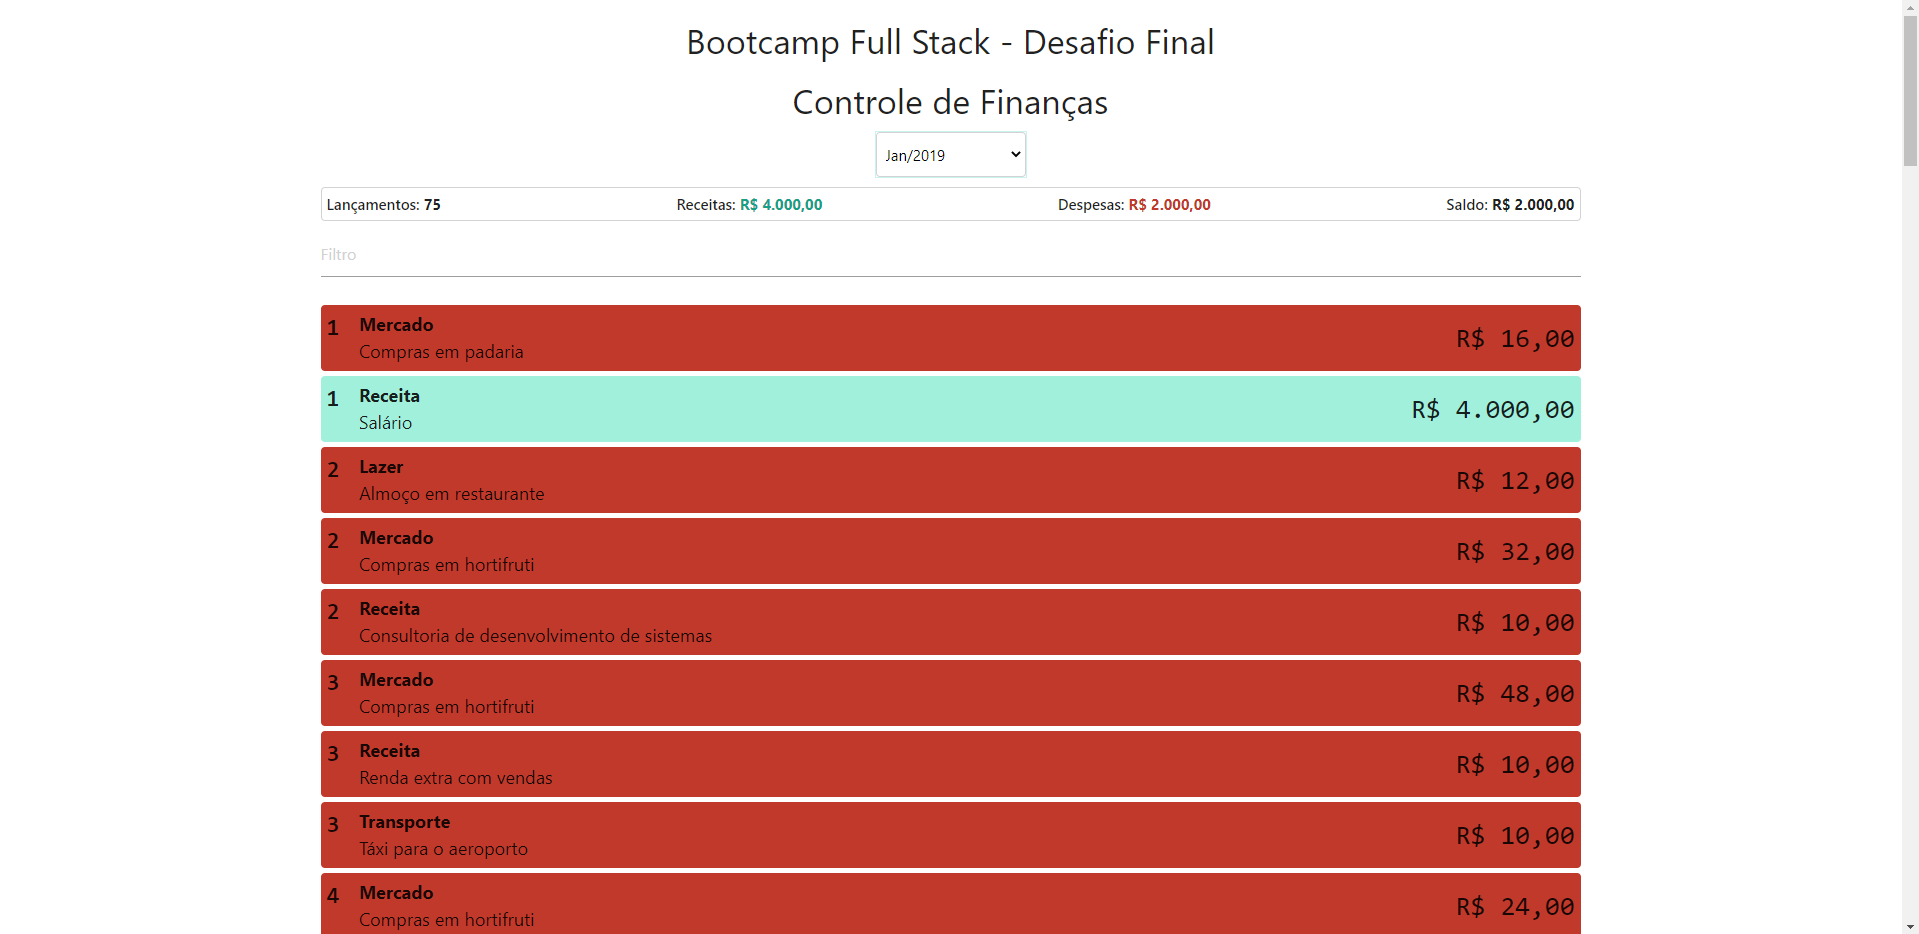 Bootcamp Full Stack - Desafio Final
Controle de Finanças
Jan/2019
Lançamentos: 75 Receitas: R$ 4.000,00 Despesas: R$ 2.000,00 Saldo: R$ 2.000,00
Filtro
1 Mercado
Compras em padaria
R$ 16,00
1 Receita
Salário
R$ 4.000,00
2 Lazer
Almoço em restaurante
R$ 12,00
2 Mercado
Compras em hortifruti
R$ 32,00
2 Receita
Consultoria de desenvolvimento de sistemas
R$ 10,00
3 Mercado
Compras em hortifruti
R$ 48,00
3 Receita
Renda extra com vendas
R$ 10,00
3 Transporte
Táxi para o aeroporto
R$ 10,00
4 Mercado
Compras em hortifruti
R$ 24,00